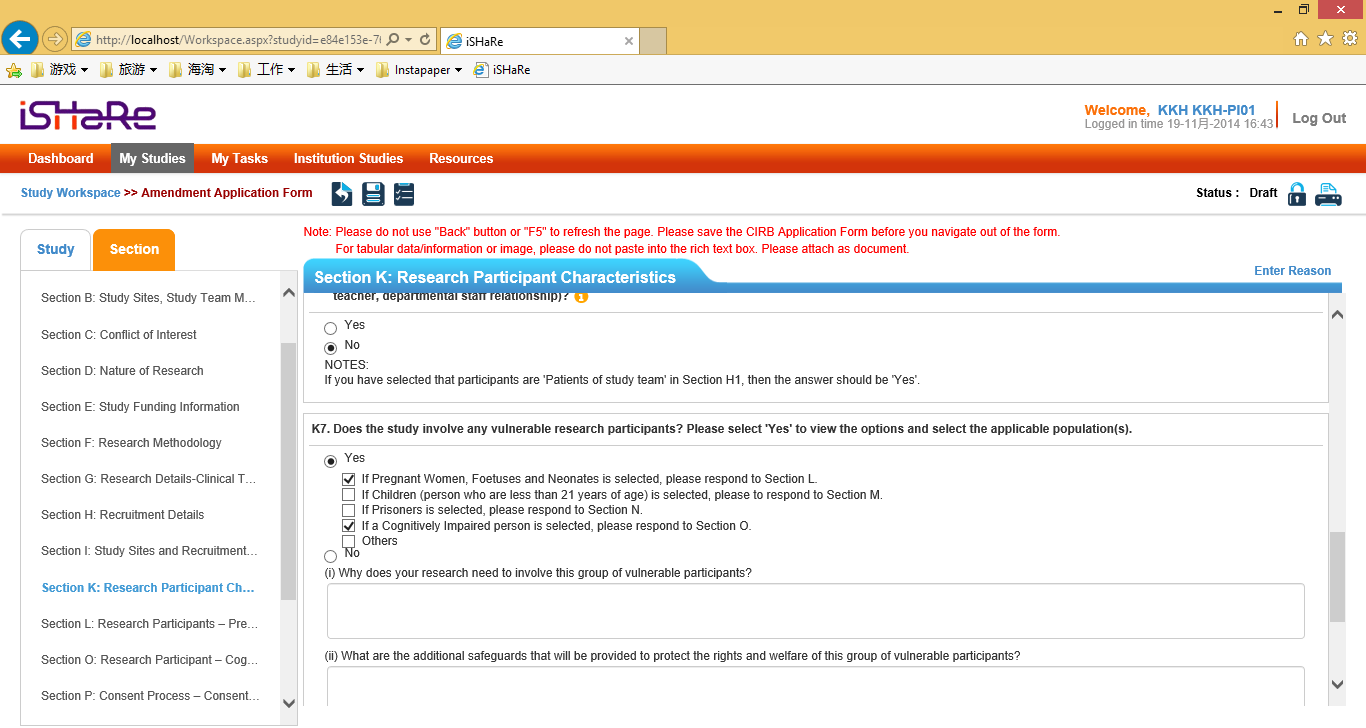 http://localhost/Workspace.aspx?studyid=e84e153e-7
iSHaRe
游戏 旅游 海淘 工作 生活 Instapaper iSHaRe
iSHaRe
Welcome, KKH KKH-PI01
Logged in time 19-11月-2014 16:43
Log Out
Dashboard My Studies My Tasks Institution Studies Resources
Study Workspace >> Amendment Application Form
Status : Draft
Study Section
Note: Please do not use "Back" button or "F5" to refresh the page. Please save the CIRB Application Form before you navigate out of the form.
For tabular data/information or image, please do not paste into the rich text box. Please attach as document.
Section B: Study Sites, Study Team M...
Section C: Conflict of Interest
Section D: Nature of Research
Section E: Study Funding Information
Section F: Research Methodology
Section G: Research Details-Clinical T...
Section H: Recruitment Details
Section I: Study Sites and Recruitment...
Section K: Research Participant Ch...
Section L: Research Participants – Pre...
Section O: Research Participant – Cog...
Section P: Consent Process – Consent...
Section K: Research Participant Characteristics
Enter Reason
teacher, departmental staff relationship)?
Yes
No
NOTES:
If you have selected that participants are 'Patients of study team' in Section H1, then the answer should be 'Yes'.
K7. Does the study involve any vulnerable research participants? Please select 'Yes' to view the options and select the applicable population(s).
Yes
If Pregnant Women, Foetuses and Neonates is selected, please respond to Section L.
If Children (person who are less than 21 years of age) is selected, please to respond to Section M.
If Prisoners is selected, please respond to Section N.
If a Cognitively Impaired person is selected, please respond to Section O.
Others
No
(i) Why does your research need to involve this group of vulnerable participants?
(ii) What are the additional safeguards that will be provided to protect the rights and welfare of this group of vulnerable participants?